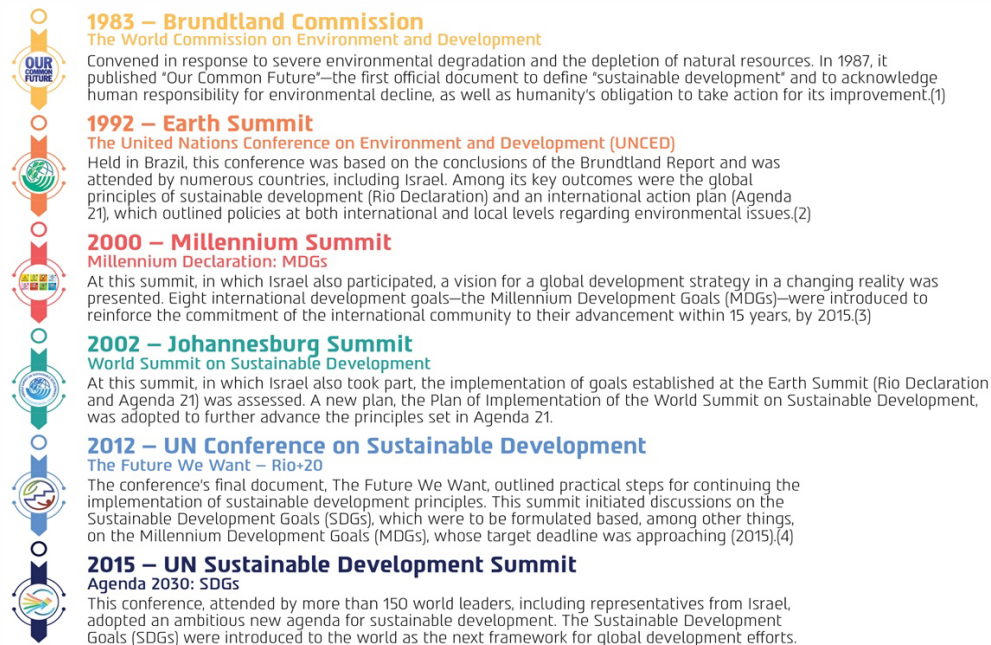 1983 – Brundtland Commission
The World Commission on Environment and Development
OUR
COMMON
FUTURE
Convened in response to severe environmental degradation and the depletion of natural resources. In 1987, it
published “Our Common Future”—the first official document to define “sustainable development” and to acknowledge
human responsibility for environmental decline, as well as humanity’s obligation to take action for its improvement.(1)
1992 – Earth Summit
The United Nations Conference on Environment and Development (UNCED)
Held in Brazil, this conference was based on the conclusions of the Brundtland Report and was
attended by numerous countries, including Israel. Among its key outcomes were the global
principles of sustainable development (Rio Declaration) and an international action plan (Agenda
21), which outlined policies at both international and local levels regarding environmental issues.(2)
2000 – Millennium Summit
Millennium Declaration: MDGs
At this summit, in which Israel also participated, a vision for a global development strategy in a changing reality was
presented. Eight international development goals—the Millennium Development Goals (MDGs)—were introduced to
reinforce the commitment of the international community to their advancement within 15 years, by 2015.(3)
2002 – Johannesburg Summit
World Summit on Sustainable Development
At this summit, in which Israel also took part, the implementation of goals established at the Earth Summit (Rio Declaration
and Agenda 21) was assessed. A new plan, the Plan of Implementation of the World Summit on Sustainable Development,
was adopted to further advance the principles set in Agenda 21.
2012 – UN Conference on Sustainable Development
The Future We Want – Rio+20
The conference’s final document, The Future We Want, outlined practical steps for continuing the
implementation of sustainable development principles. This summit initiated discussions on the
Sustainable Development Goals (SDGs), which were to be formulated based, among other things,
on the Millennium Development Goals (MDGs), whose target deadline was approaching (2015).(4)
2015 – UN Sustainable Development Summit
Agenda 2030: SDGs
This conference, attended by more than 150 world leaders, including representatives from Israel,
adopted an ambitious new agenda for sustainable development. The Sustainable Development
Goals (SDGs) were introduced to the world as the next framework for global development efforts.